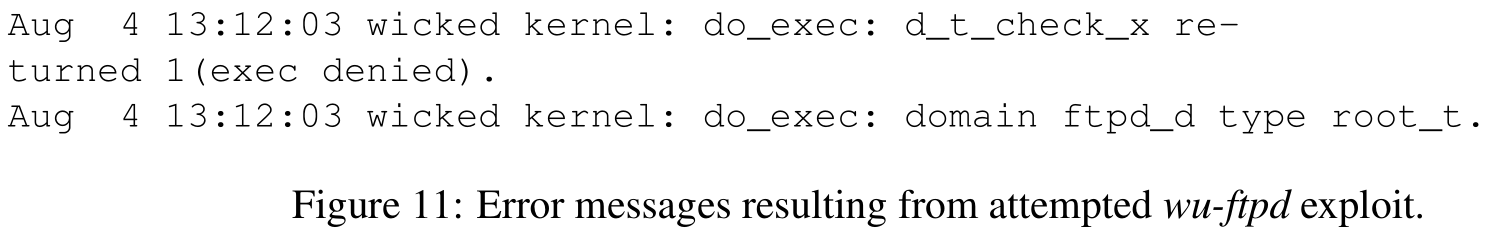 Aug  4 13:12:03 wicked kernel: do_exec: d_t_check_x re-
turned 1(exec denied).
Aug  4 13:12:03 wicked kernel: do_exec: domain ftpd_d type root_t.
Figure 11: Error messages resulting from attempted wu-ftpd exploit.